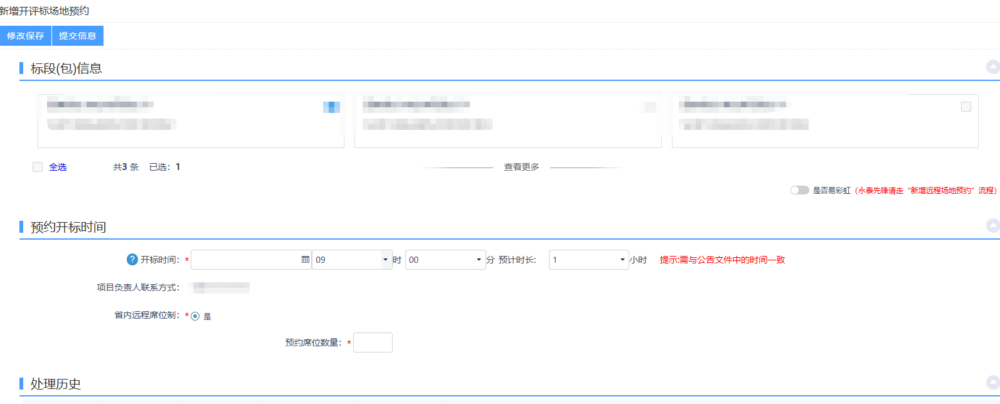 新增开评标场地预约
修改保存 提交信息
标段(包)信息
全选 共3 条 已选：1 查看更多
是否易彩虹（永泰先锋请走“新增远程场地预约”流程）
预约开标时间
? 开标时间：* 09 时 00 分 预计时长: 1 小时 提示:需与公告文件中的时间一致
项目负责人联系方式：
省内远程席位制：* 是
预约席位数量：*
处理历史